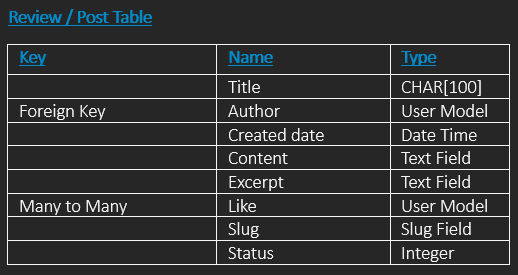 Review / Post Table
Key Name Type
Title CHAR[100]
Foreign Key Author User Model
Created date Date Time
Content Text Field
Excerpt Text Field
Many to Many Like User Model
Slug Slug Field
Status Integer